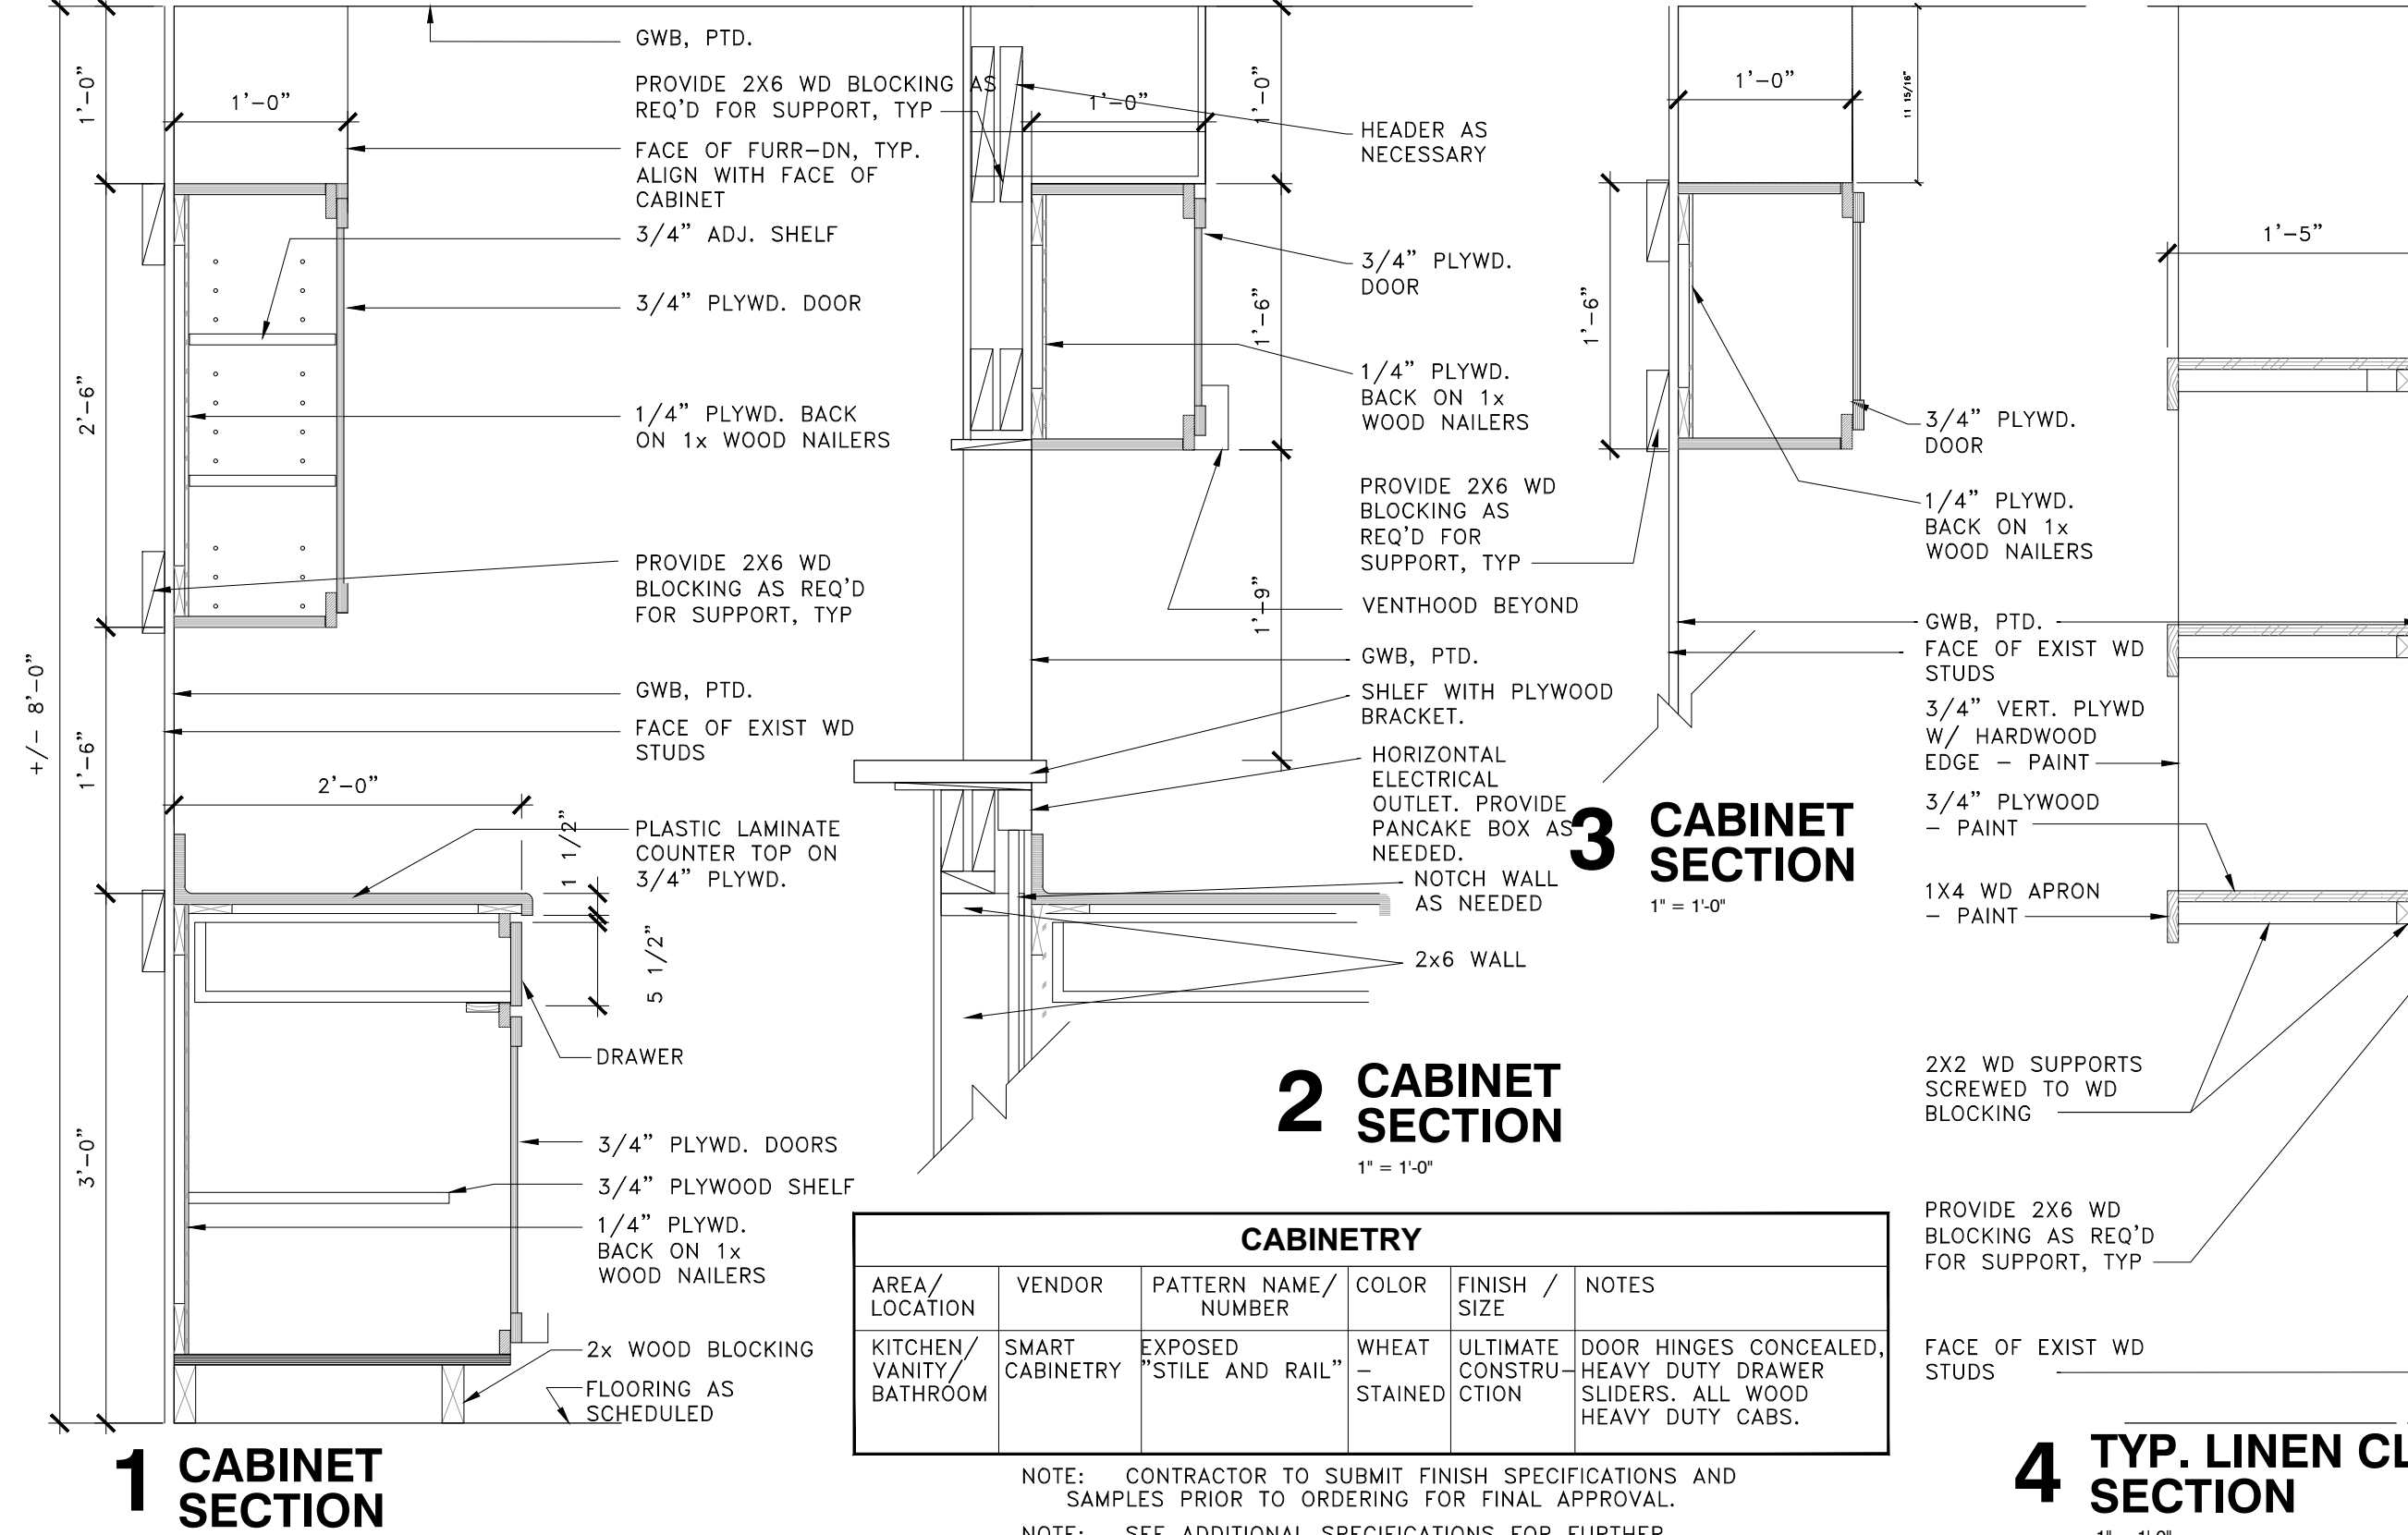 GWB, PTD.
PROVIDE 2X6 WD BLOCKING AS
REQ'D FOR SUPPORT, TYP
FACE OF FURR-DN, TYP.
ALIGN WITH FACE OF
CABINET
3/4" ADJ. SHELF
3/4" PLYWD. DOOR
1/4" PLYWD. BACK
ON 1x WOOD NAILERS
PROVIDE 2X6 WD
BLOCKING AS REQ'D
FOR SUPPORT, TYP
GWB, PTD.
FACE OF EXIST WD
STUDS
PLASTIC LAMINATE
COUNTER TOP ON
3/4" PLYWD.
DRAWER
3/4" PLYWD. DOORS
3/4" PLYWOOD SHELF
1/4" PLYWD.
BACK ON 1x
WOOD NAILERS
2x WOOD BLOCKING
FLOORING AS
SCHEDULED
+/- 8'-0"
1'-0"
2'-6"
1'-6"
3'-0"
1'-0"
2'-0"
1 1/2"
5 1/2"
1 CABINET
SECTION
1'-0"
1'-0"
1'-6"
1'-9"
HEADER AS
NECESSARY
3/4" PLYWD.
DOOR
1/4" PLYWD.
BACK ON 1x
WOOD NAILERS
PROVIDE 2X6 WD
BLOCKING AS
REQ'D FOR
SUPPORT, TYP
VENTHOOD BEYOND
GWB, PTD.
SHLEF WITH PLYWOOD
BRACKET.
HORIZONTAL
ELECTRICAL
OUTLET. PROVIDE
PANCAKE BOX AS
NEEDED.
NOTCH WALL
AS NEEDED
2x6 WALL
2 CABINET
SECTION
1" = 1'-0"
1'-0"
11 15/16"
1'-6"
3/4" PLYWD.
DOOR
1/4" PLYWD.
BACK ON 1x
WOOD NAILERS
GWB, PTD.
FACE OF EXIST WD
STUDS
3 CABINET
SECTION
1" = 1'-0"
1'-5"
3/4" VERT. PLYWD
W/ HARDWOOD
EDGE - PAINT
3/4" PLYWOOD
- PAINT
1X4 WD APRON
- PAINT
2X2 WD SUPPORTS
SCREWED TO WD
BLOCKING
PROVIDE 2X6 WD
BLOCKING AS REQ'D
FOR SUPPORT, TYP
FACE OF EXIST WD
STUDS
4 TYP. LINEN CL
SECTION
CABINETRY
AREA/
LOCATION
VENDOR
PATTERN NAME/
NUMBER
COLOR
FINISH /
SIZE
NOTES
KITCHEN/
VANITY/
BATHROOM
SMART
CABINETRY
EXPOSED
"STILE AND RAIL"
WHEAT
-
STAINED
ULTIMATE
CONSTRU-
CTION
DOOR HINGES CONCEALED,
HEAVY DUTY DRAWER
SLIDERS. ALL WOOD
HEAVY DUTY CABS.
NOTE: CONTRACTOR TO SUBMIT FINISH SPECIFICATIONS AND
SAMPLES PRIOR TO ORDERING FOR FINAL APPROVAL.
NOTE: SEE ADDITIONAL SPECIFICATIONS FOR FURTHER